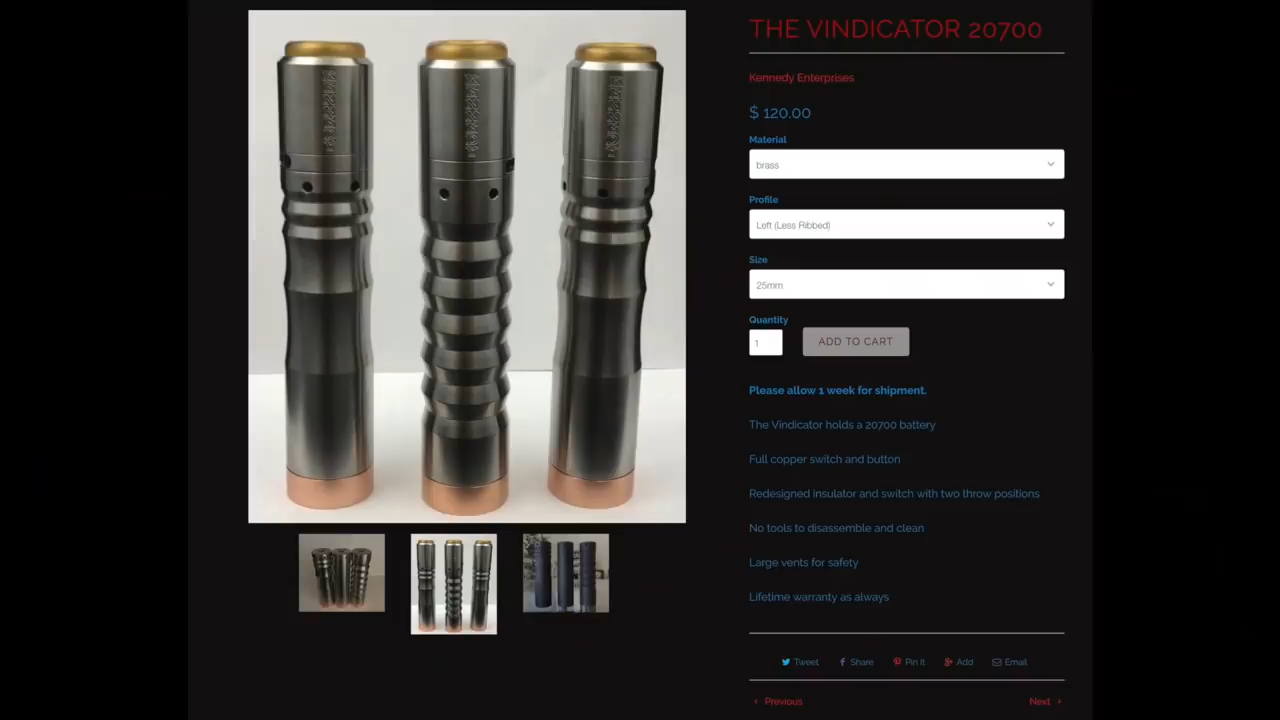 THE VINDICATOR 20700
Kennedy Enterprises
$ 120.00
Material
brass
Profile
Left (Less Ribbed)
Size
25mm
Quantity
1
ADD TO CART
Please allow 1 week for shipment.
The Vindicator holds a 20700 battery
Full copper switch and button
Redesigned insulator and switch with two throw positions
No tools to disassemble and clean
Large vents for safety
Lifetime warranty as always
Tweet Share Pin It Add Email
Previous Next